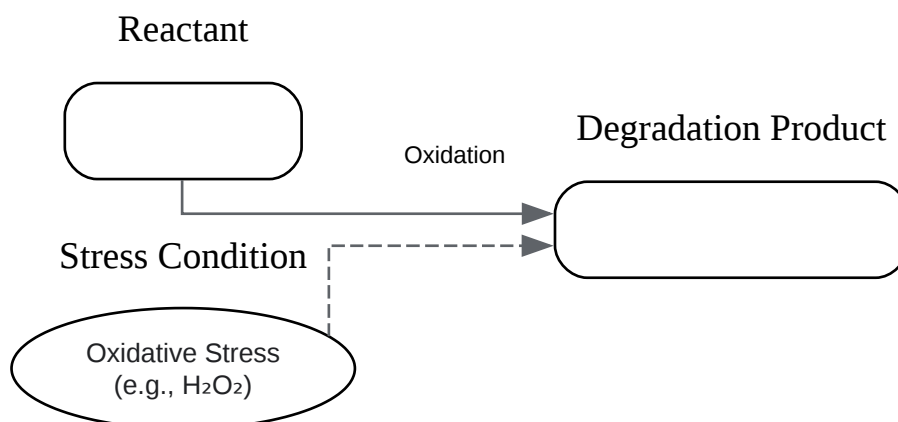 Reactant
Degradation Product
Oxidation
Stress Condition
Oxidative Stress
(e.g., H₂O₂)